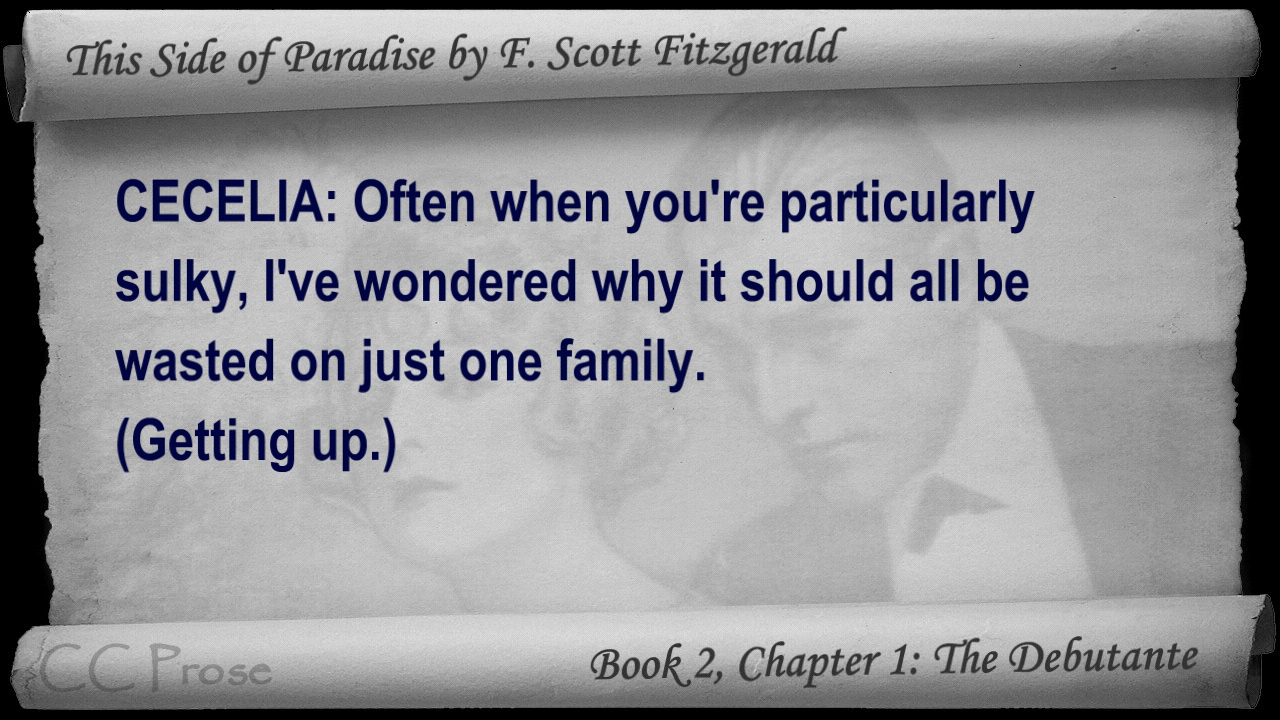 This Side of Paradise by F. Scott Fitzgerald
CECELIA: Often when you're particularly
sulky, I've wondered why it should all be
wasted on just one family.
(Getting up.)
CC Prose
Book 2, Chapter 1: The Debutante